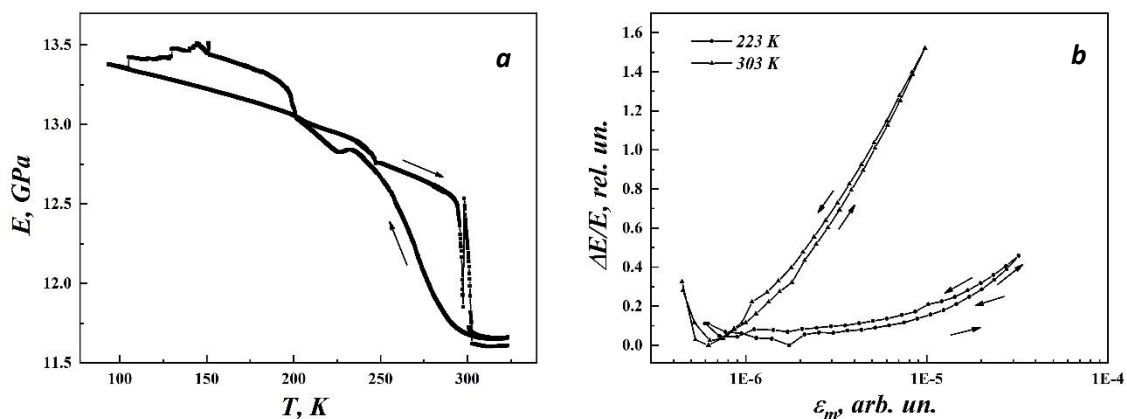 a
E, GPa
13.5
13.0
12.5
12.0
11.5
100
150
200
250
300
T, K
b
223 K
303 K
ΔE/E, rel. un.
1.6
1.4
1.2
1.0
0.8
0.6
0.4
0.2
0.0
1E-6
1E-5
1E-4
εm, arb. un.